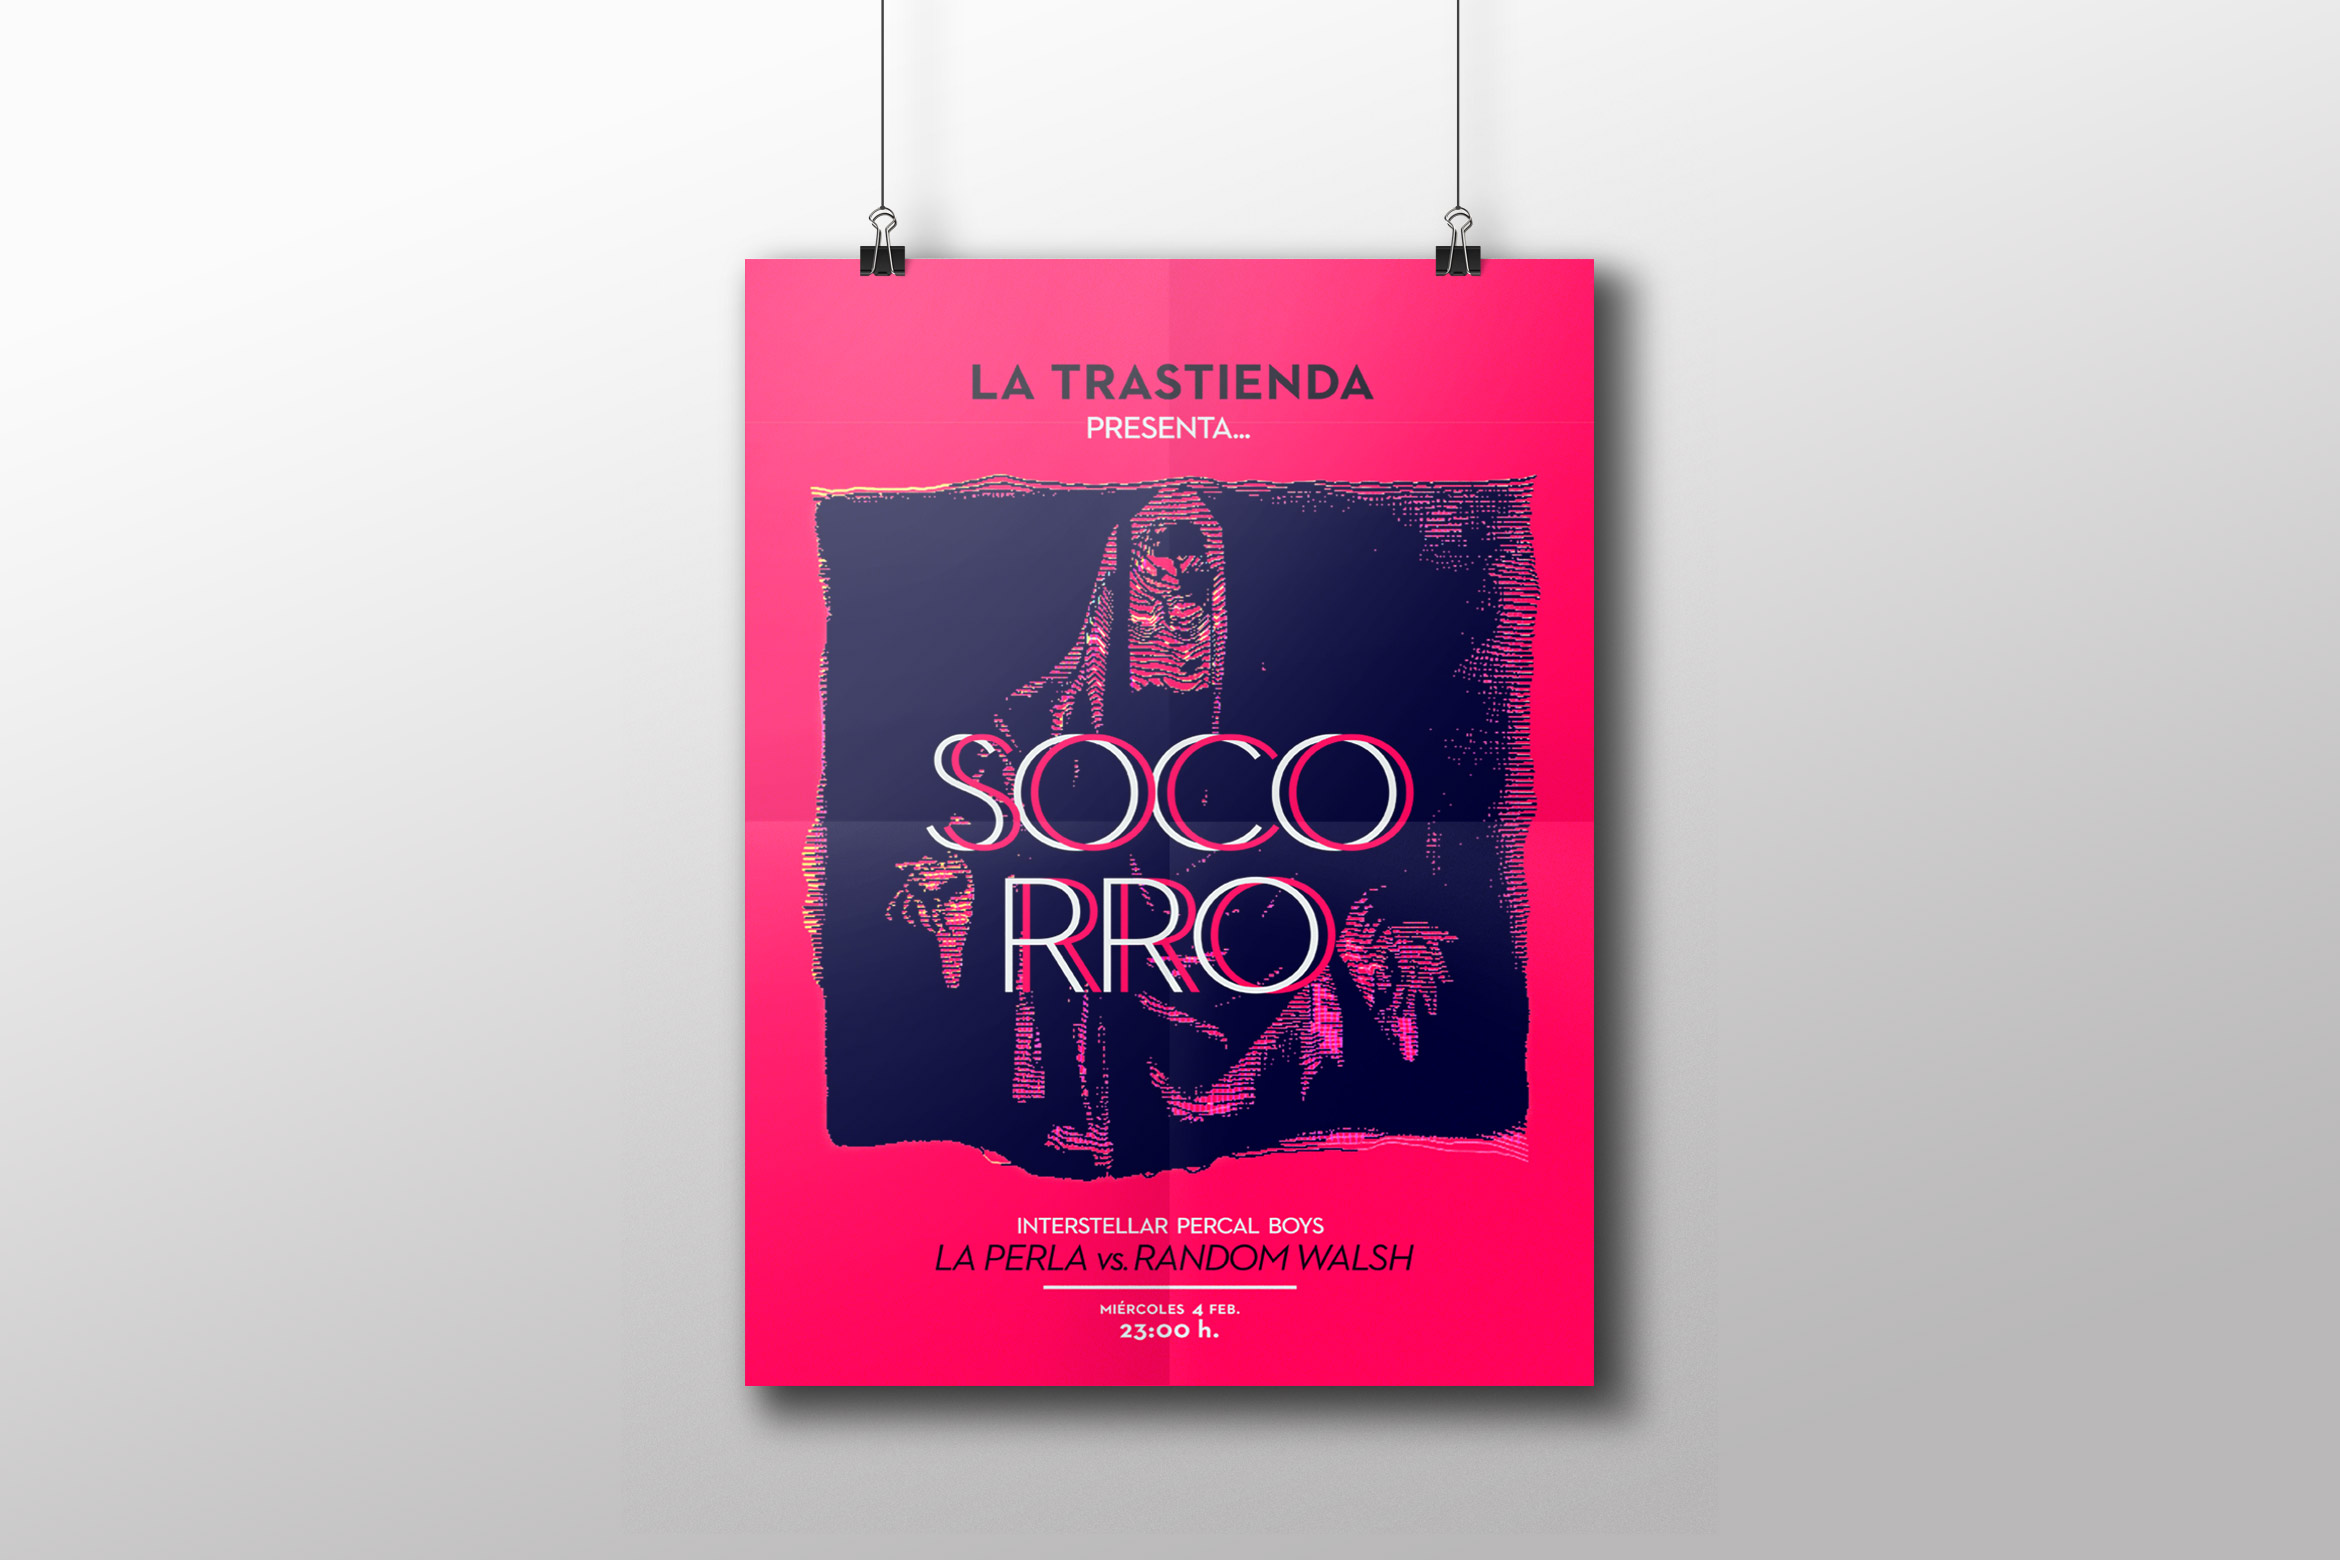 LA TRASTIENDA
PRESENTA...
SOCO
RRO
INTERSTELLAR PERCAL BOYS
LA PERLA vs. RANDOM WALSH
MIÉRCOLES 4 FEB.
23:00 h.